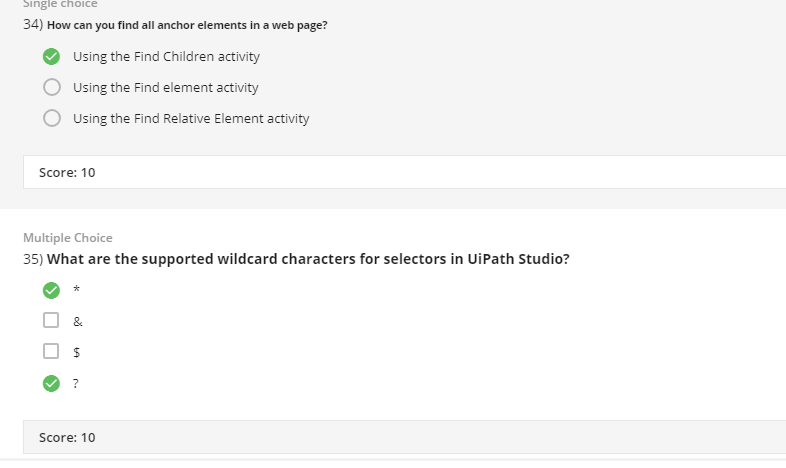 Single choice
34) How can you find all anchor elements in a web page?
Using the Find Children activity
Using the Find element activity
Using the Find Relative Element activity
Score: 10
Multiple Choice
35) What are the supported wildcard characters for selectors in UiPath Studio?
*
&
$
?
Score: 10